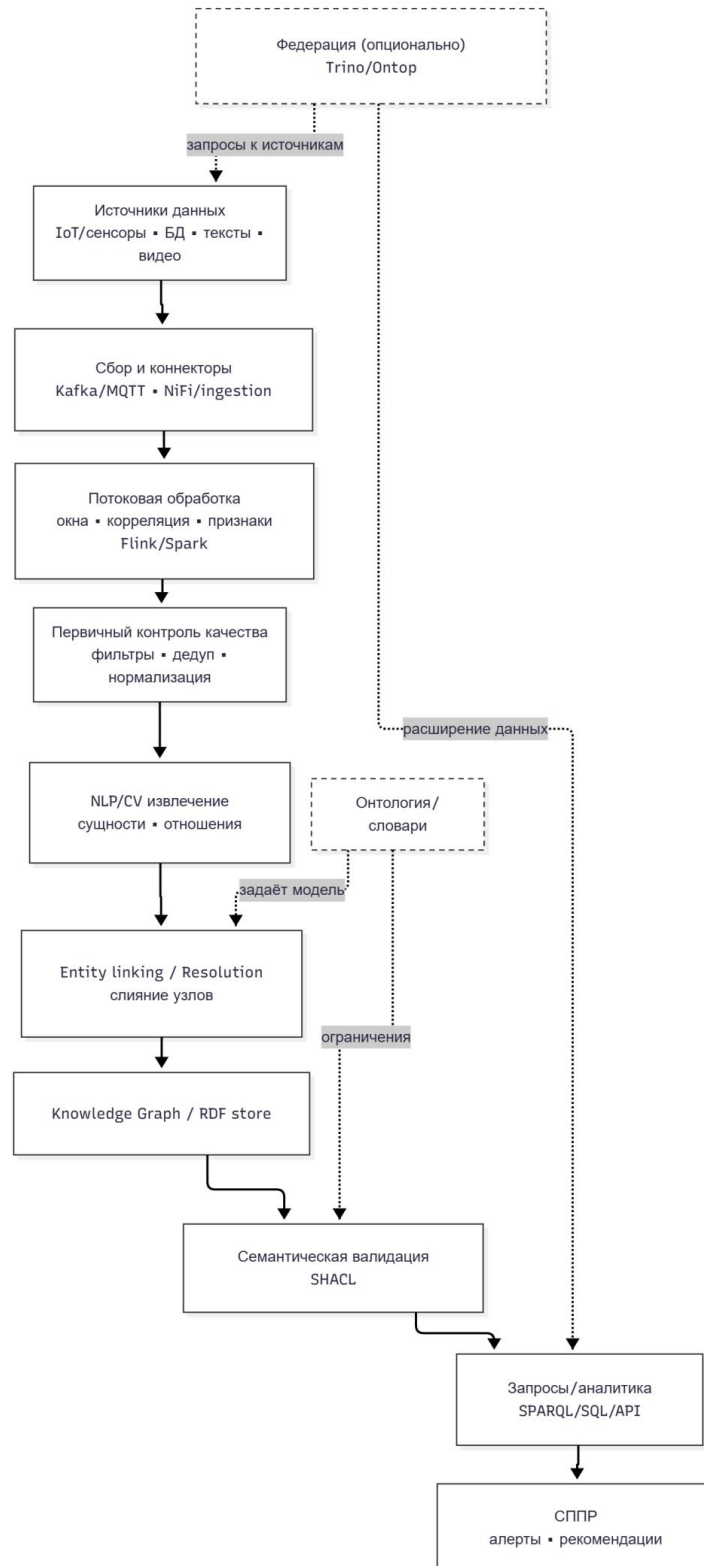 Федерация (опционально)
Trino/Ontop
запросы к источникам
Источники данных
IoT/сенсоры ▪ БД ▪ тексты ▪
видео
Сбор и коннекторы
Kafka/MQTT ▪ NiFi/ingestion
Потоковая обработка
окна ▪ корреляция ▪ признаки
Flink/Spark
Первичный контроль качества
фильтры ▪ дедуп ▪
нормализация
расширение данных
NLP/CV извлечение
сущности ▪ отношения
Онтология/
словари
задаёт модель
Entity linking / Resolution
слияние узлов
ограничения
Knowledge Graph / RDF store
Семантическая валидация
SHACL
Запросы/аналитика
SPARQL/SQL/API
СППР
алерты ▪ рекомендации